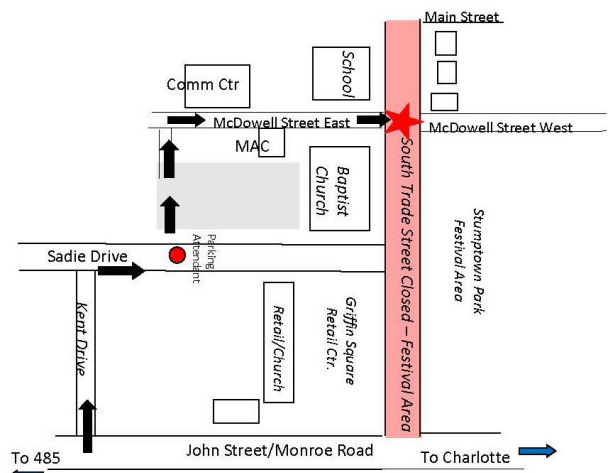 Main Street
School
Comm Ctr
McDowell Street East
McDowell Street West
MAC
Baptist
Church
South Trade Street Closed – Festival Area
Stumptown Park
Festival Area
Parking
Attendant
Sadie Drive
Kent Drive
Retail/Church
Griffin Square
Retail Ctr.
John Street/Monroe Road
To 485
To Charlotte